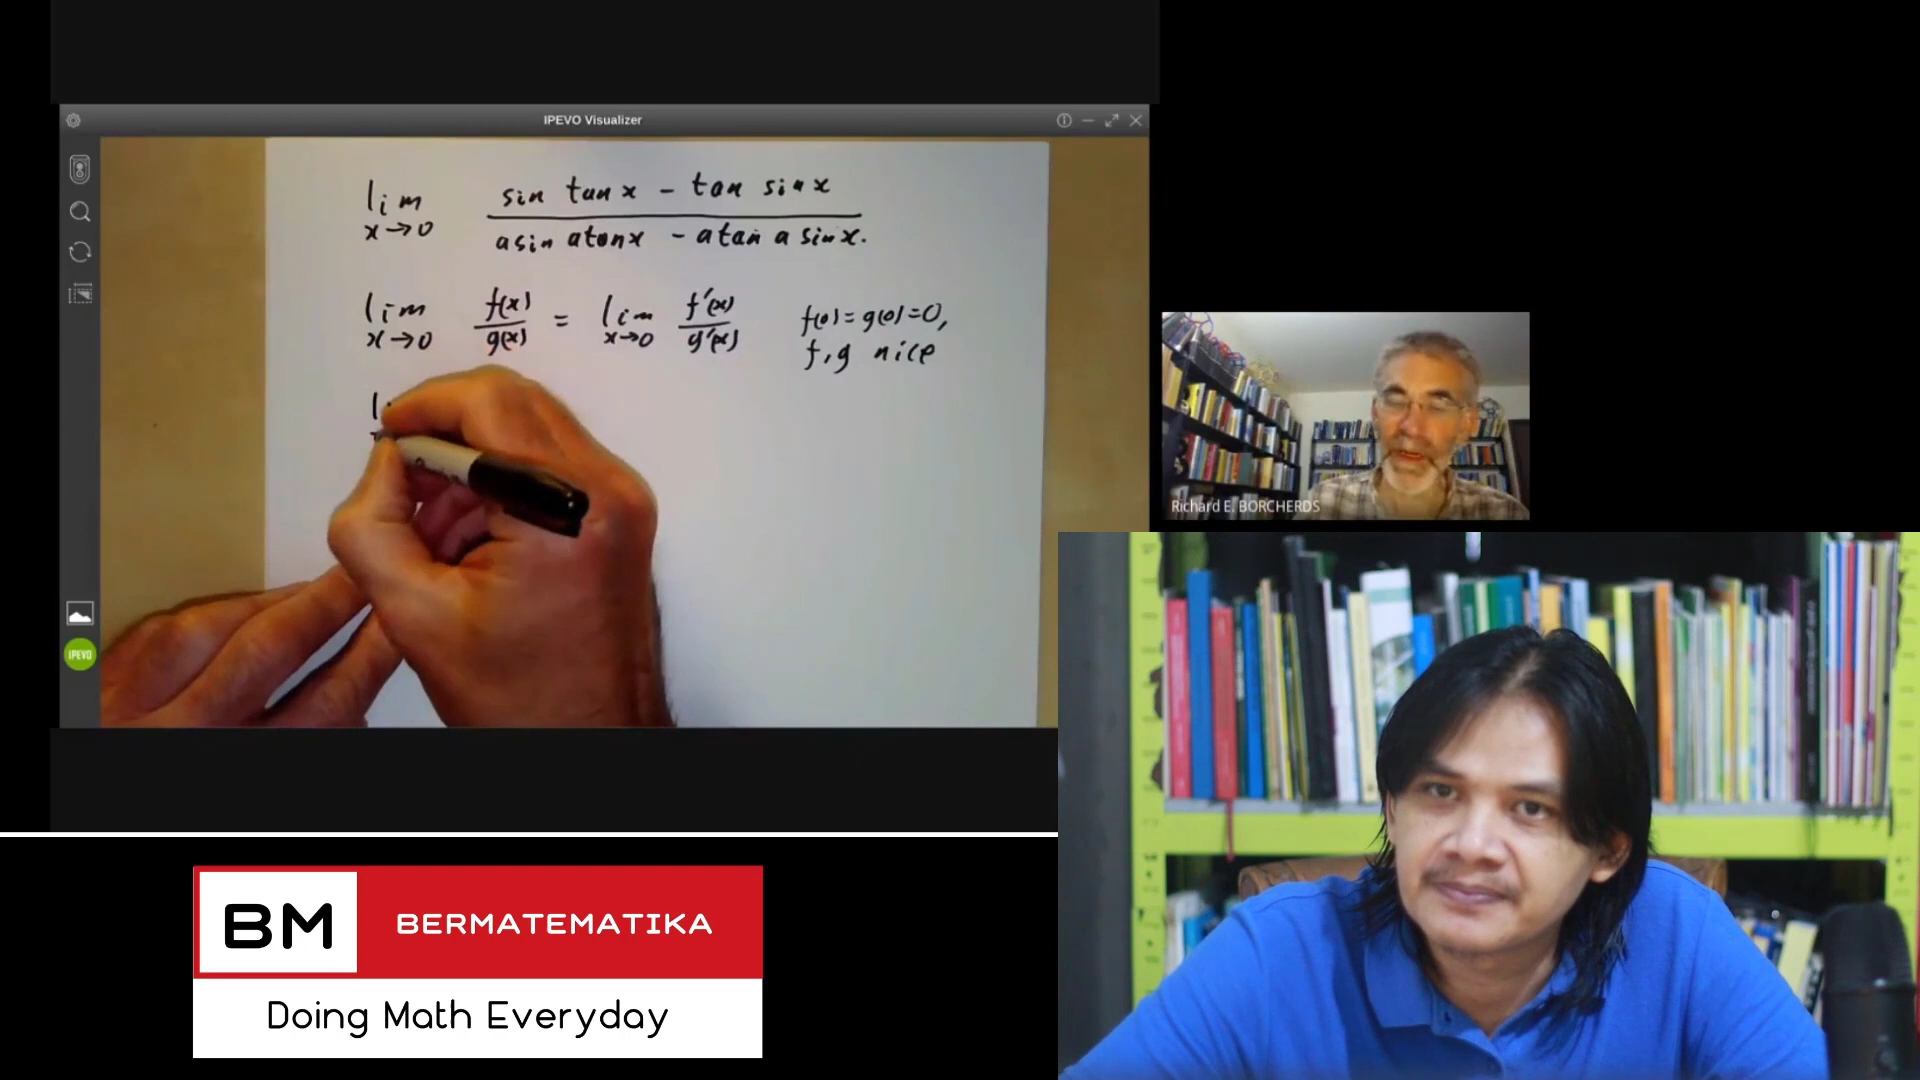 IPEVO Visualizer
lim x→0 (sin tan x - tan sin x) / (asin atan x - atan asin x).
lim x→0 f(x)/g(x) = lim x→0 f'(x)/g'(x) f(0) = g(0) = 0,
f, g nice
IPEVO
Richard E. BORCHERDS
BM BERMATEMATIKA
Doing Math Everyday